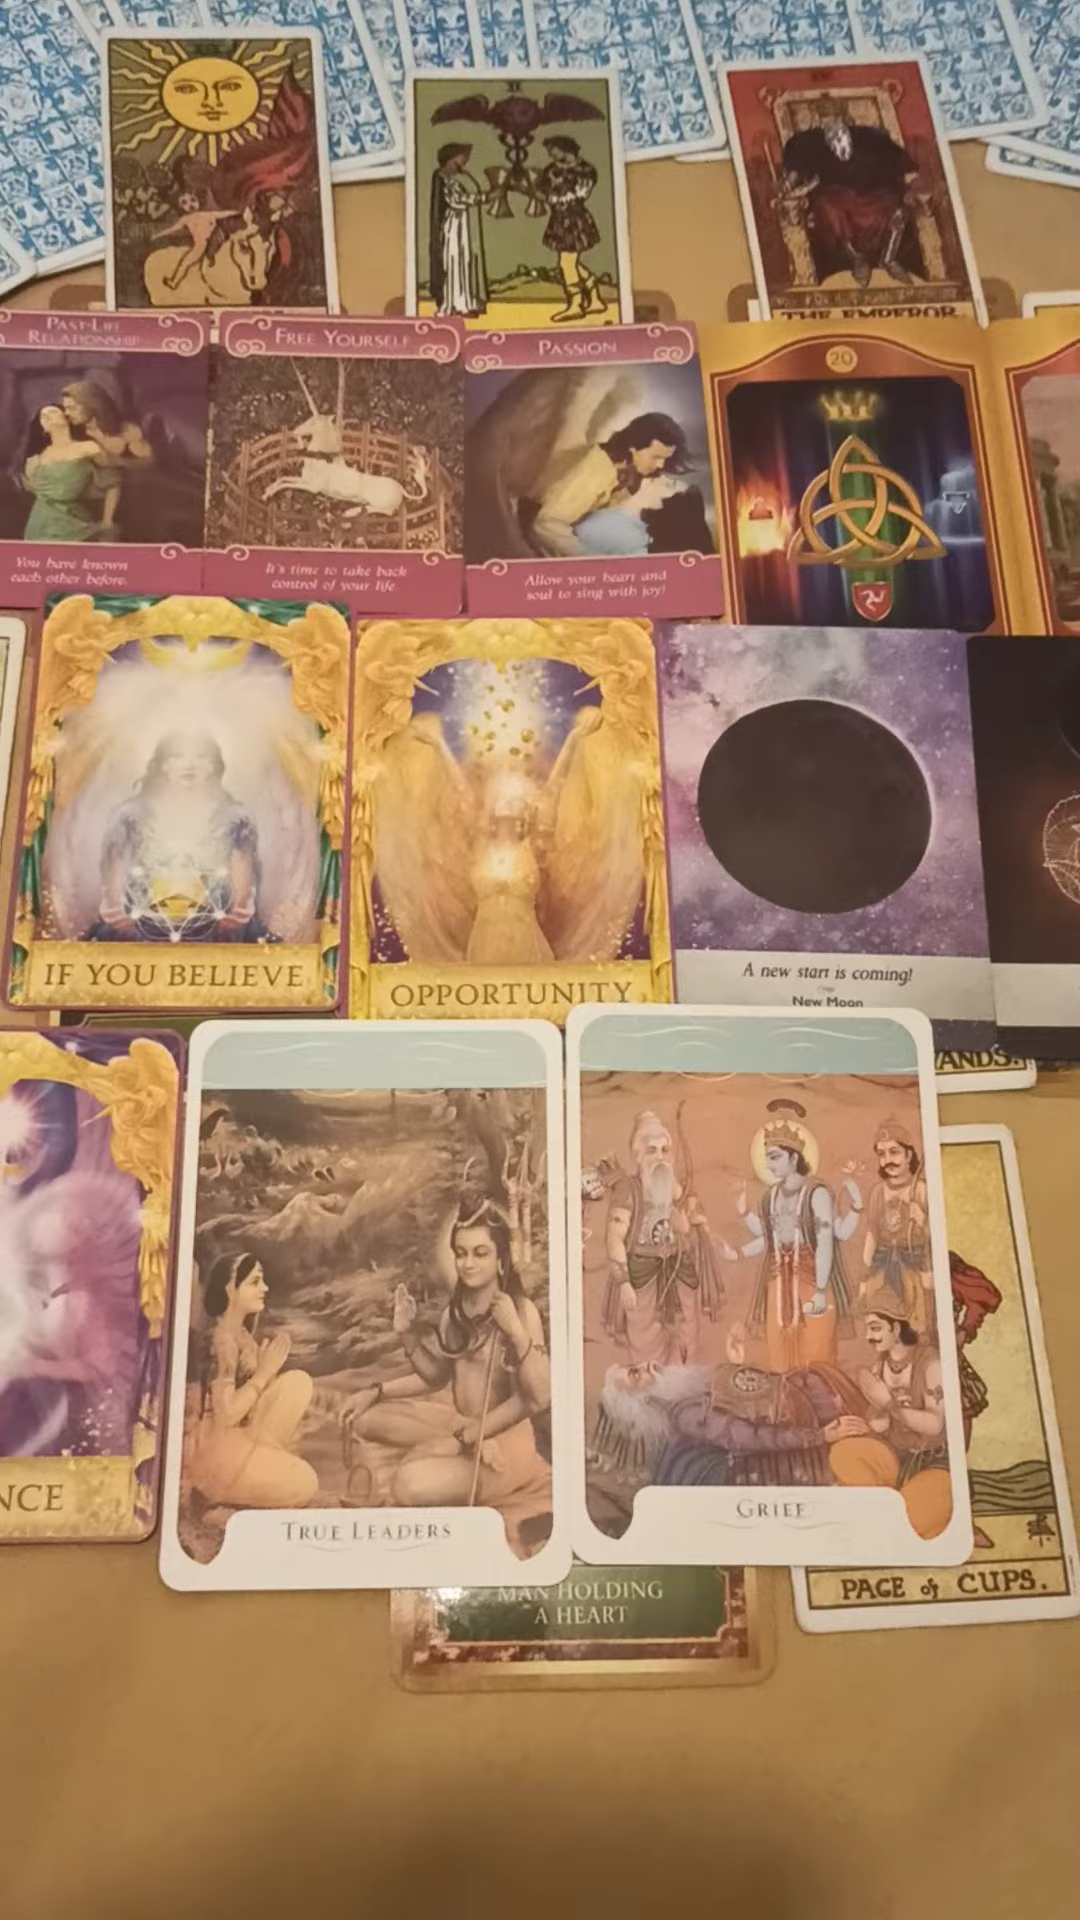 II
THE EMPEROR.
PAST-LIFE
RELATIONSHIP
FREE YOURSELF
PASSION
20
You have known
each other before.
It's time to take back
control of your life.
Allow your heart and
soul to sing with joy!
IF YOU BELIEVE
OPPORTUNITY
A new start is coming!
New Moon
WANDS.
NCE
TRUE LEADERS
GRIEF
PAGE of CUPS.
MAN HOLDING
A HEART